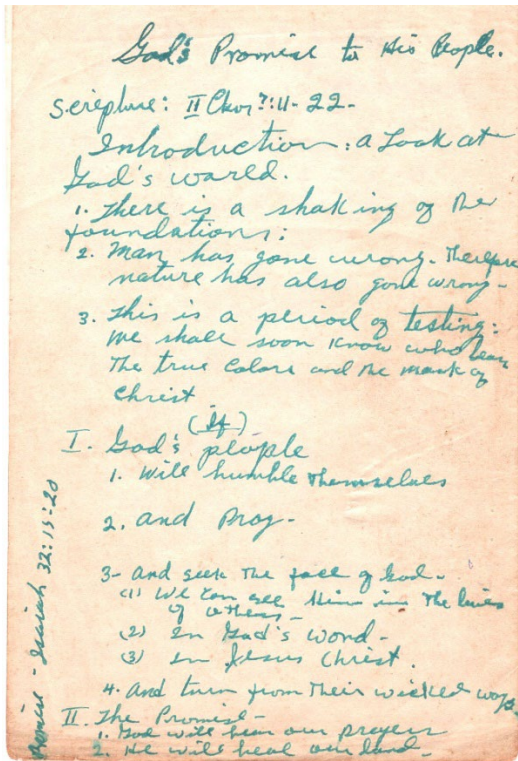 God's Promise to His People.
Scripture: II Chor 7:11-22-
Introduction: a Look at
God's world.
1. There is a shaking of the
foundations:
2. Man has gone wrong. Therefore
nature has also gone wrong-
3. This is a period of testing:
We shall soon know who bear
The true Colors and the mark of
Christ
(If)
I. God's people
1. Will humble Themselves
2. and Pray-
3- And seek The face of God-
(1) We can see Him in The lives
of others-
(2) In God's word-
(3) In Jesus Christ.
4. And turn from Their wicked ways.
II. The Promise-
1. God will hear our prayers
2. He will heal our land-
Promise - Isaiah 32:15:20